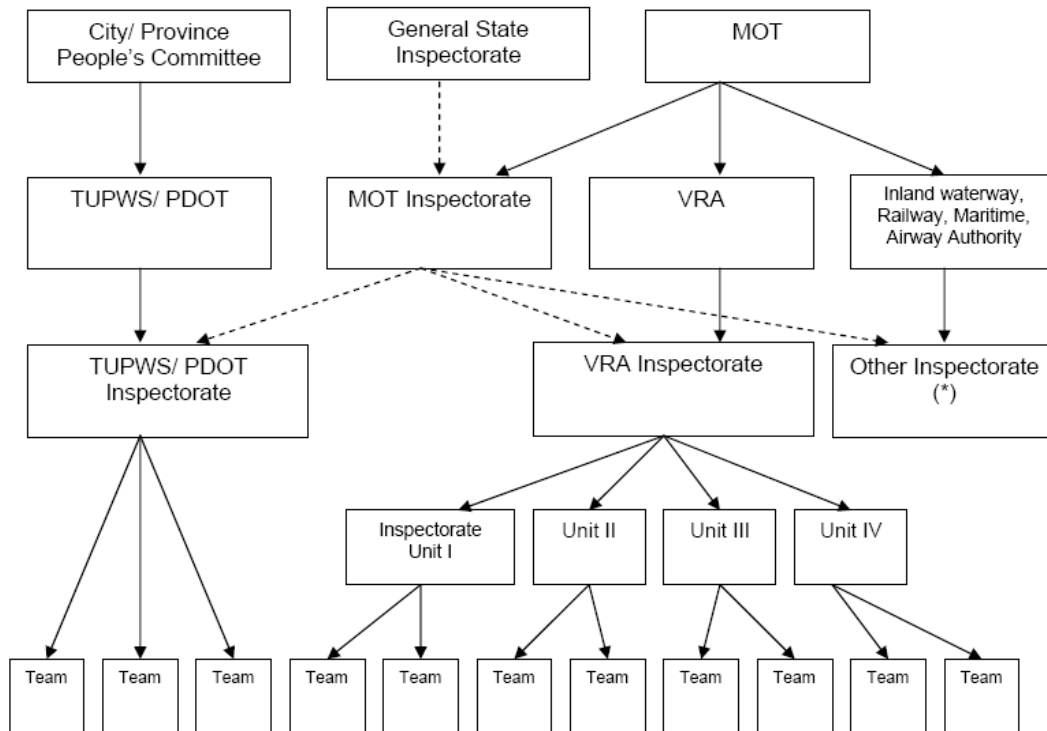 City/ Province
People's Committee
General State
Inspectorate
MOT
TUPWS/ PDOT
MOT Inspectorate
VRA
Inland waterway,
Railway, Maritime,
Airway Authority
TUPWS/ PDOT
Inspectorate
VRA Inspectorate
Other Inspectorate
(*)
Inspectorate
Unit I
Unit II
Unit III
Unit IV
Team
Team
Team
Team
Team
Team
Team
Team
Team
Team
Team